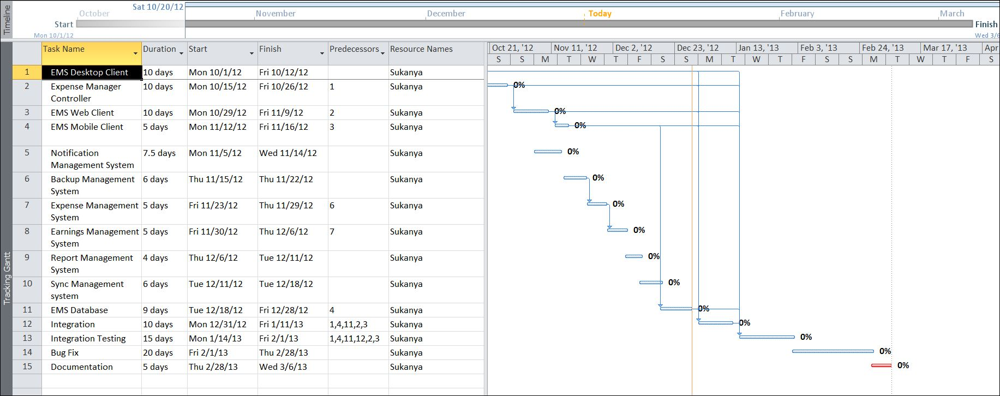 Timeline
Sat 10/20/12
October November December Today February March
Start Finish
Mon 10/1/12 Wed 3/6
Tracking Gantt
Task Name Duration Start Finish Predecessors Resource Names
Oct 21, '12 Nov 11, '12 Dec 2, '12 Dec 23, '12 Jan 13, '13 Feb 3, '13 Feb 24, '13 Mar 17, '13 Apr
S S M T W T F S S M T W T F S S M T W T F S
1 EMS Desktop Client 10 days Mon 10/1/12 Fri 10/12/12 Sukanya
2 Expense Manager 10 days Mon 10/15/12 Fri 10/26/12 1 Sukanya 0%
Controller
3 EMS Web Client 10 days Mon 10/29/12 Fri 11/9/12 2 Sukanya 0%
4 EMS Mobile Client 5 days Mon 11/12/12 Fri 11/16/12 3 Sukanya 0%
5 Notification 7.5 days Mon 11/5/12 Wed 11/14/12 Sukanya 0%
Management System
6 Backup Management 6 days Thu 11/15/12 Thu 11/22/12 Sukanya 0%
System
7 Expense Management 5 days Fri 11/23/12 Thu 11/29/12 6 Sukanya 0%
System
8 Earnings Management 5 days Fri 11/30/12 Thu 12/6/12 7 Sukanya 0%
System
9 Report Management 4 days Thu 12/6/12 Tue 12/11/12 Sukanya 0%
System
10 Sync Management 6 days Tue 12/11/12 Tue 12/18/12 Sukanya 0%
system
11 EMS Database 9 days Tue 12/18/12 Fri 12/28/12 4 Sukanya 0%
12 Integration 10 days Mon 12/31/12 Fri 1/11/13 1,4,11,2,3 Sukanya 0%
13 Integration Testing 15 days Mon 1/14/13 Fri 2/1/13 1,4,11,12,2,3 Sukanya 0%
14 Bug Fix 20 days Fri 2/1/13 Thu 2/28/13 Sukanya 0%
15 Documentation 5 days Thu 2/28/13 Wed 3/6/13 Sukanya 0%